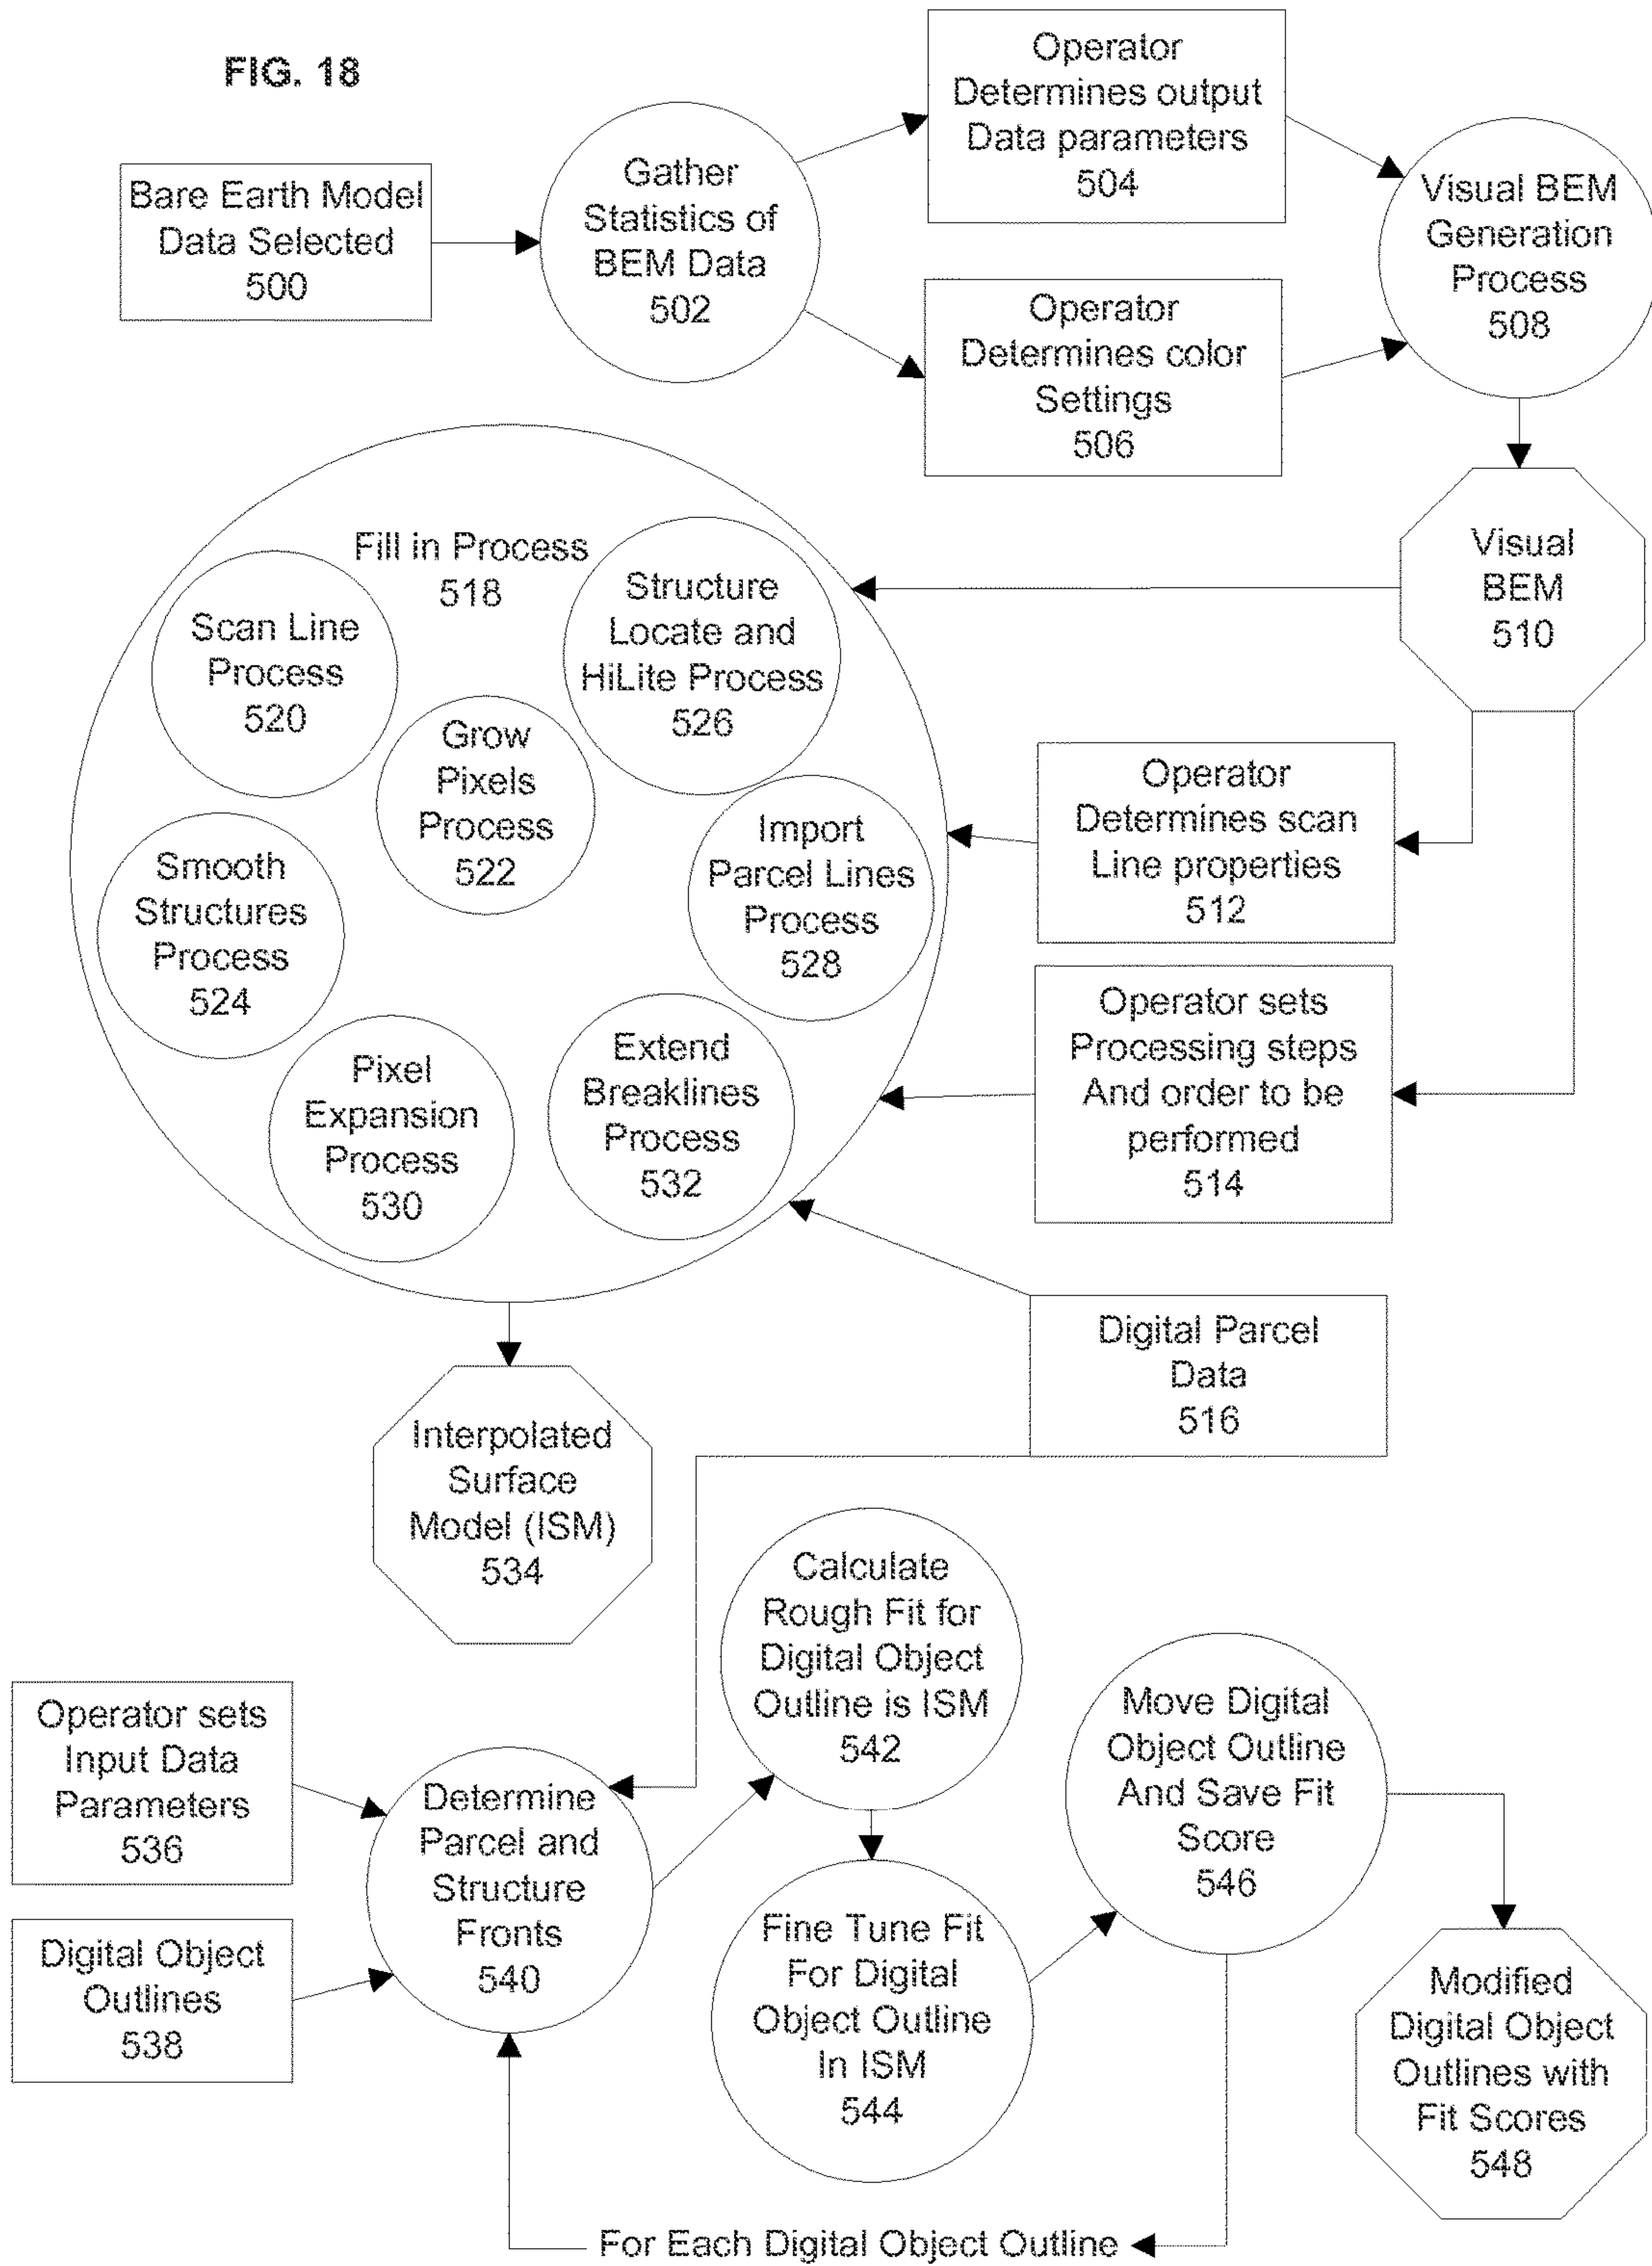 FIG. 18
Bare Earth Model
Data Selected
500
Gather
Statistics of
BEM Data
502
Operator
Determines output
Data parameters
504
Operator
Determines color
Settings
506
Visual BEM
Generation
Process
508
Visual
BEM
510
Fill in Process
518
Scan Line
Process
520
Structure
Locate and
HiLite Process
526
Grow
Pixels
Process
522
Smooth
Structures
Process
524
Import
Parcel Lines
Process
528
Pixel
Expansion
Process
530
Extend
Breaklines
Process
532
Operator
Determines scan
Line properties
512
Operator sets
Processing steps
And order to be
performed
514
Digital Parcel
Data
516
Interpolated
Surface
Model (ISM)
534
Operator sets
Input Data
Parameters
536
Digital Object
Outlines
538
Determine
Parcel and
Structure
Fronts
540
Calculate
Rough Fit for
Digital Object
Outline is ISM
542
Fine Tune Fit
For Digital
Object Outline
In ISM
544
Move Digital
Object Outline
And Save Fit
Score
546
Modified
Digital Object
Outlines with
Fit Scores
548
For Each Digital Object Outline